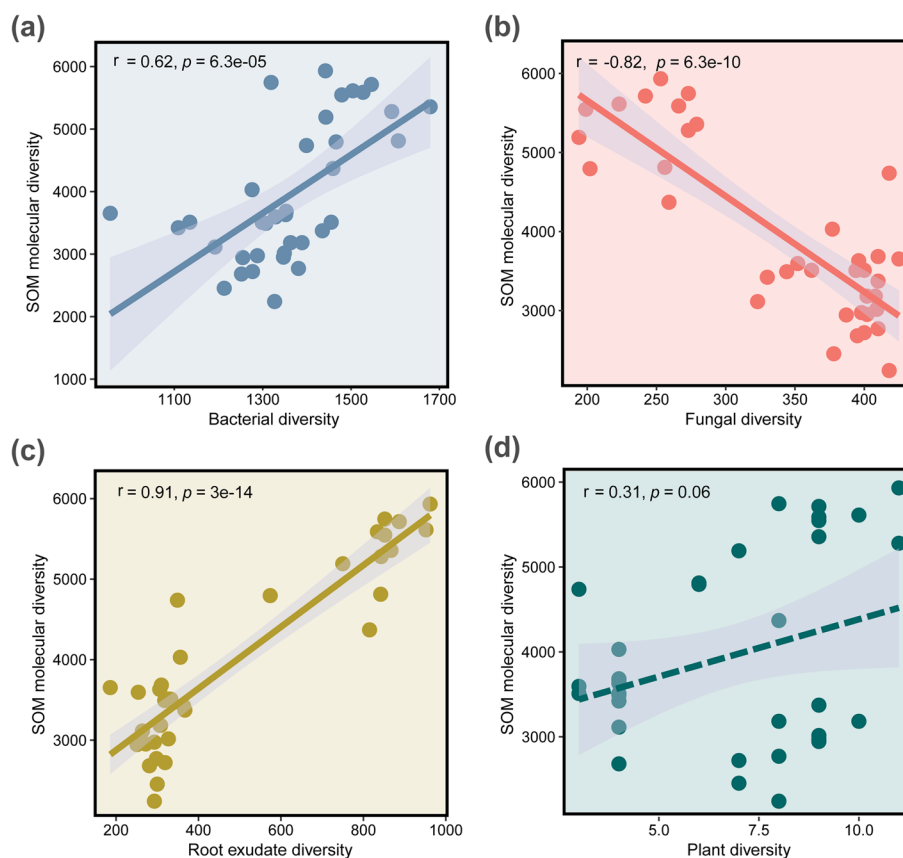 (a)
r = 0.62, p = 6.3e-05
SOM molecular diversity
6000
5000
4000
3000
2000
1000
1100
1300
1500
1700
Bacterial diversity
(b)
r = -0.82, p = 6.3e-10
SOM molecular diversity
6000
5000
4000
3000
2000
200
250
300
350
400
Fungal diversity
(c)
r = 0.91, p = 3e-14
SOM molecular diversity
6000
5000
4000
3000
200
400
600
800
1000
Root exudate diversity
(d)
r = 0.31, p = 0.06
SOM molecular diversity
6000
5000
4000
3000
2000
5.0
7.5
10.0
Plant diversity